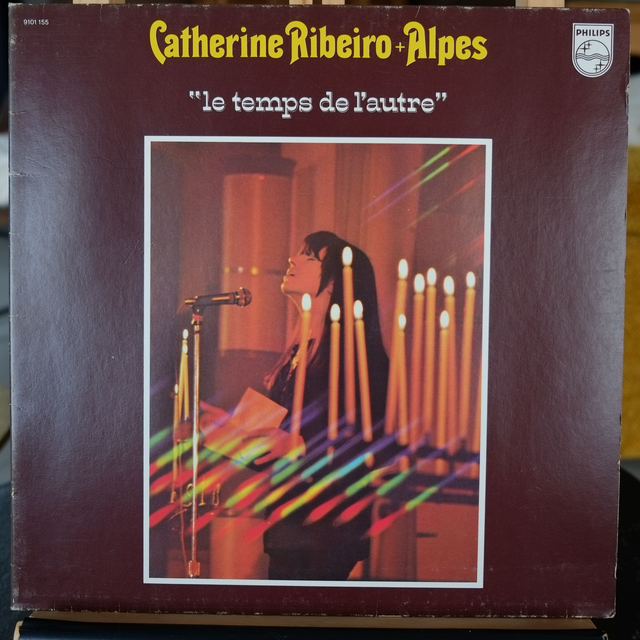 9101 155
Catherine Ribeiro + Alpes
PHILIPS
"le temps de l'autre"